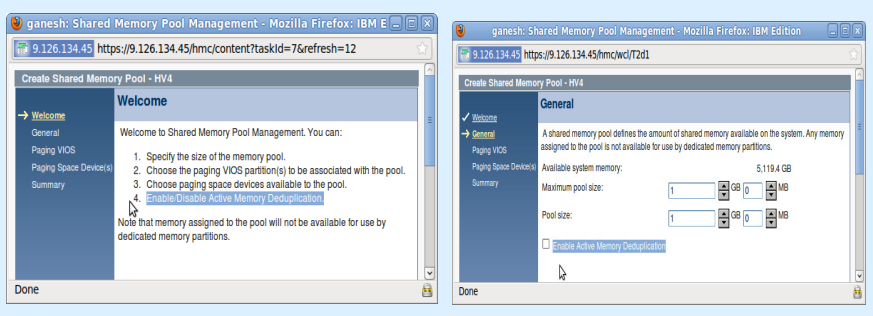 ganesh: Shared Memory Pool Management - Mozilla Firefox: IBM E
9.126.134.45 https://9.126.134.45/hmc/content?taskId=7&refresh=12
Create Shared Memory Pool - HV4
Welcome
General
Paging VIOS
Paging Space Device(s)
Summary
Welcome
Welcome to Shared Memory Pool Management. You can:
1. Specify the size of the memory pool.
2. Choose the paging VIOS partition(s) to be associated with the pool.
3. Choose paging space devices available to the pool.
4. Enable/Disable Active Memory Deduplication.
Note that memory assigned to the pool will not be available for use by
dedicated memory partitions.
Done
ganesh: Shared Memory Pool Management - Mozilla Firefox: IBM Edition
9.126.134.45 https://9.126.134.45/hmc/wcl/T2d1
Create Shared Memory Pool - HV4
Welcome
General
Paging VIOS
Paging Space Device(s)
Summary
General
A shared memory pool defines the amount of shared memory available on the system. Any memory
assigned to the pool is not available for use by dedicated memory partitions.
Available system memory: 5,119.4 GB
Maximum pool size: 1 GB 0 MB
Pool size: 1 GB 0 MB
Enable Active Memory Deduplication
Done